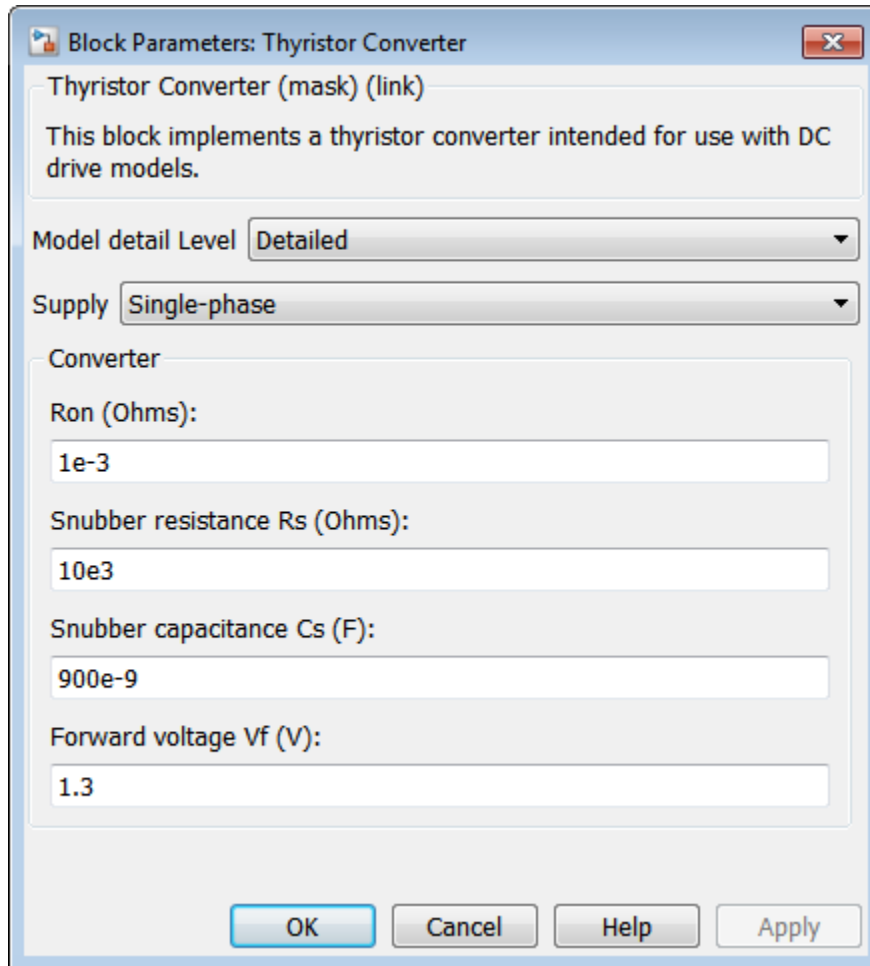 Block Parameters: Thyristor Converter
Thyristor Converter (mask) (link)
This block implements a thyristor converter intended for use with DC
drive models.
Model detail Level Detailed
Supply Single-phase
Converter
Ron (Ohms):
1e-3
Snubber resistance Rs (Ohms):
10e3
Snubber capacitance Cs (F):
900e-9
Forward voltage Vf (V):
1.3
OK Cancel Help Apply